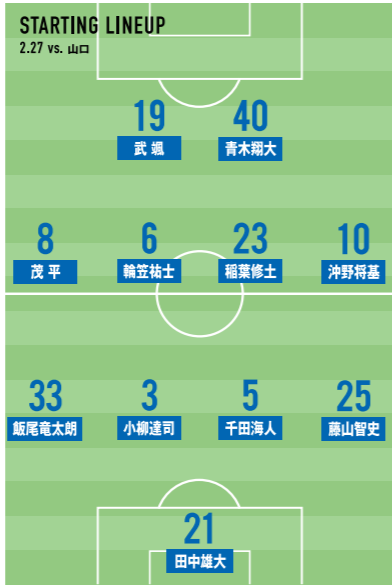 STARTING LINEUP
2.27 vs. 山口
19 40
武 颯 青木翔大
8 6 23 10
茂 平 輪笠祐士 稲葉修土 沖野将基
33 3 5 25
飯尾竜太朗 小柳達司 千田海人 藤山智史
21
田中雄大